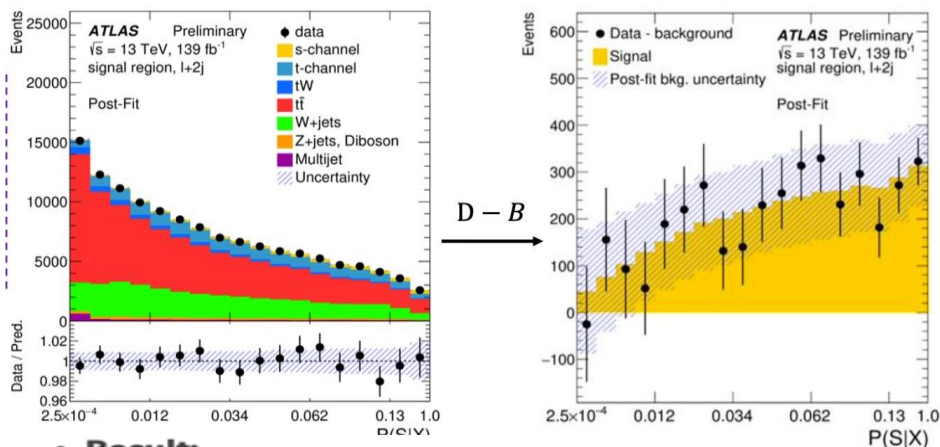 Events
25000
20000
15000
10000
5000
0
ATLAS Preliminary
√s = 13 TeV, 139 fb⁻¹
signal region, l+2j
Post-Fit
data
s-channel
t-channel
tW
tt̄
W+jets
Z+jets, Diboson
Multijet
Uncertainty
Data / Pred.
1.02
1
0.98
0.96
2.5×10⁻⁴ 0.012 0.034 0.062 0.13 1.0
P(S|X)
D − B
Events
600
500
400
300
200
100
0
−100
Data - background
Signal
Post-fit bkg. uncertainty
ATLAS Preliminary
√s = 13 TeV, 139 fb⁻¹
signal region, l+2j
Post-Fit
2.5×10⁻⁴ 0.012 0.034 0.062 0.13 1.0
P(S|X)
Result: